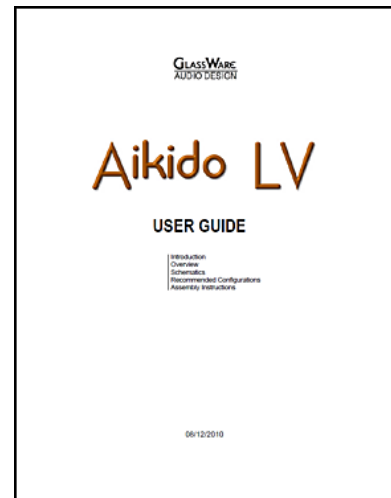 GLASSWARE
AUDIO DESIGN
Aikido LV
USER GUIDE
Introduction
Overview
Schematics
Recommended Configurations
Assembly Instructions
06/12/2010